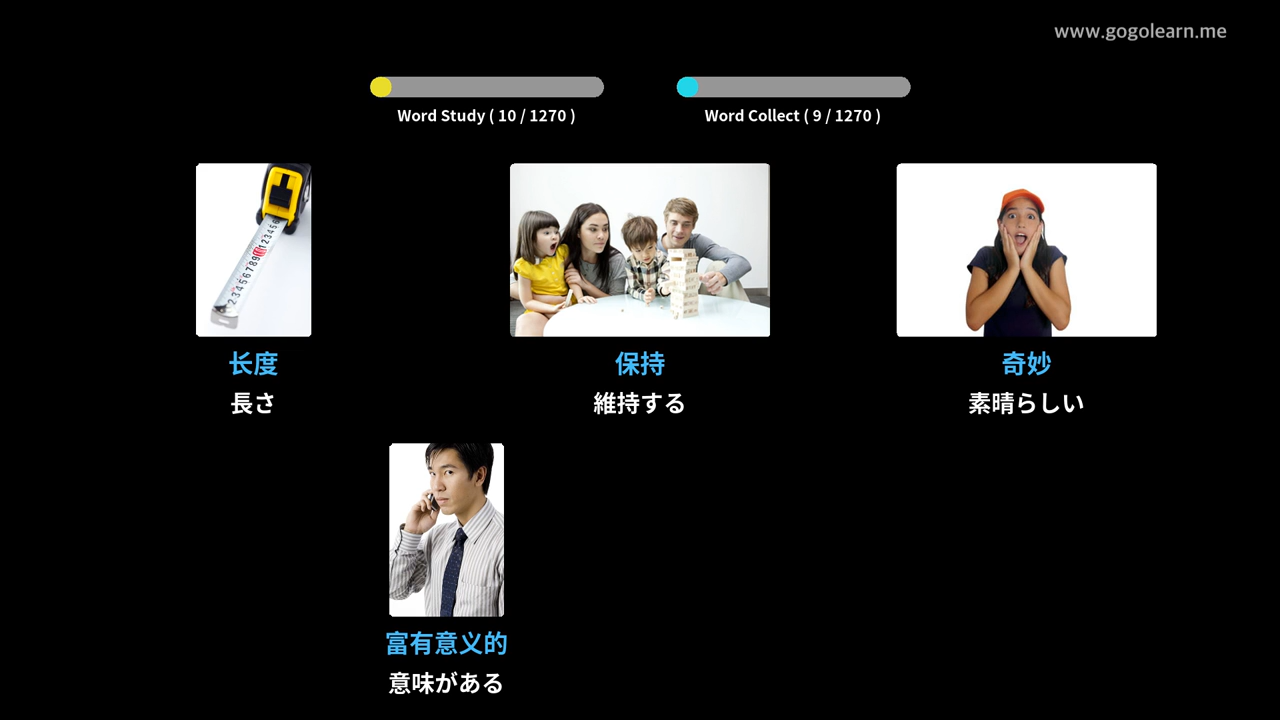 www.gogolearn.me
Word Study ( 10 / 1270 )
Word Collect ( 9 / 1270 )
长度
長さ
保持
維持する
奇妙
素晴らしい
富有意义的
意味がある